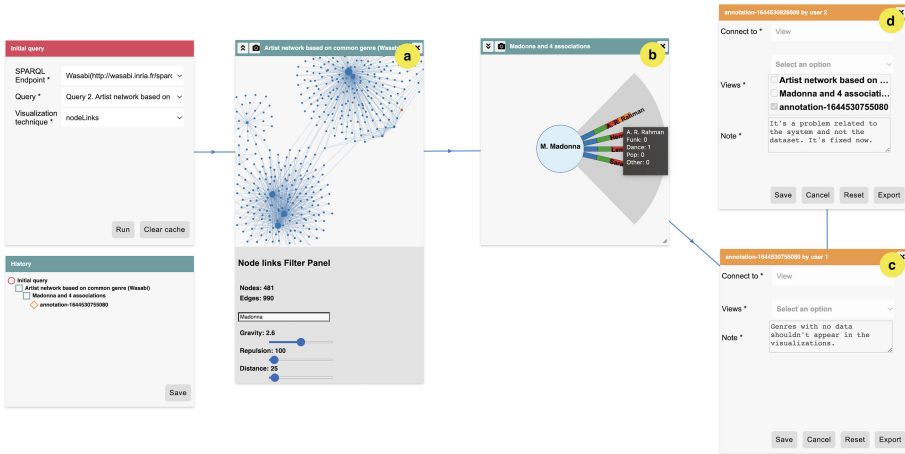 Initial query
SPARQL
Endpoint *
Wasabi(http://wasabi.inria.fr/sparc
Query *
Query 2. Artist network based on
Visualization
technique *
nodeLinks
Run
Clear cache
History
Initial query
Artist network based on common genre (Wasabi)
Madonna and 4 associations
annotation-1644530755080
Save
Artist network based on common genre (Wasabi
a
Node links Filter Panel
Nodes: 481
Edges: 990
Madonna
Gravity: 2.6
Repulsion: 100
Distance: 25
Madonna and 4 associations
b
M. Madonna
A. R. Rahman
A. R. Rahman
Funk: 0
Dance: 1
Pop: 0
Other: 0
annotation-1644530828669 by user 2
d
Connect to *
View
Select an option
Views *
Artist network based on ...
Madonna and 4 associati...
annotation-1644530755080
Note *
It's a problem related to
the system and not the
dataset. It's fixed now.
Save
Cancel
Reset
Export
annotation-1644530755080 by user 1
c
Connect to *
View
Views *
Select an option
Note *
Genres with no data
shouldn't appear in the
visualizations.
Save
Cancel
Reset
Export